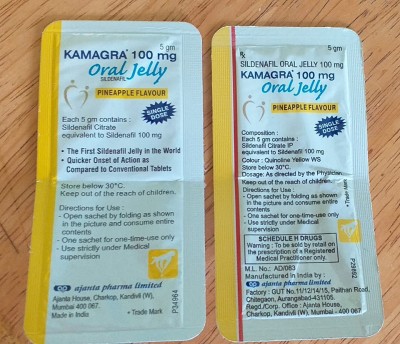 5 gm
KAMAGRA 100 mg
Oral Jelly
SILDENAFIL
PINEAPPLE FLAVOUR
SINGLE
DOSE
Each 5 gm contains :
Sildenafil Citrate
equivalent to Sildenafil 100 mg
• The First Sildenafil Jelly in the World
• Quicker Onset of Action as
Compared to Conventional Tablets
Store below 30°C.
Keep out of the reach of children.
Directions for Use :
- Open sachet by folding as shown
in the picture and consume entire
contents
- One sachet for one-time-use only
- Use strictly under Medical
supervision
ajanta pharma limited
Ajanta House, Charkop, Kandivli (W),
Mumbai 400 067.
Made in India
• Trade Mark
P34964
Rx
5 gm
SILDENAFIL ORAL JELLY 100 mg
KAMAGRA 100 mg
Oral Jelly
PINEAPPLE FLAVOUR
SINGLE
DOSE
Composition :
Each 5 gm contains :
Sildenafil Citrate IP
equivalent to Sildenafil 100 mg
Colour : Quinoline Yellow WS
Store below 30°C.
Dosage: As directed by the Physician.
Keep out of the reach of children.
Directions for Use :
- Open sachet by folding as shown
in the picture and consume entire
contents
- One sachet for one-time-use only
- Use strictly under Medical
supervision
• Trade Mark
SCHEDULE H DRUGS
Warning : To be sold by retail on
the prescription of a Registered
Medical Practitioner only.
M.L. No.: AD/083
Manufactured in India by :
ajanta pharma limited
Factory : GUT No.11/12/14/15, Paithan Road,
Chitegaon, Aurangabad-431105.
Regd./Corp. Office : Ajanta House,
Charkop, Kandivli (W), Mumbai - 400 067.